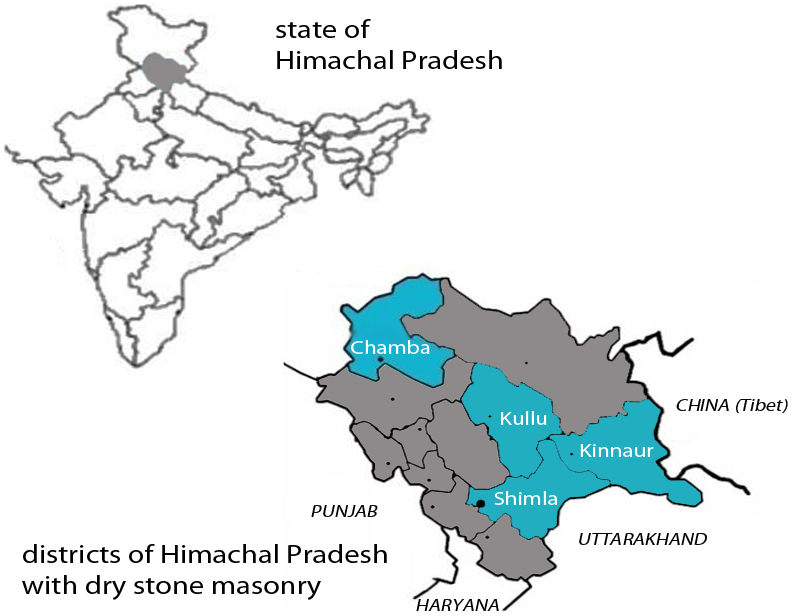 state of
Himachal Pradesh
Chamba
Kullu
CHINA (Tibet)
Kinnaur
Shimla
PUNJAB
UTTARAKHAND
districts of Himachal Pradesh
with dry stone masonry
HARYANA